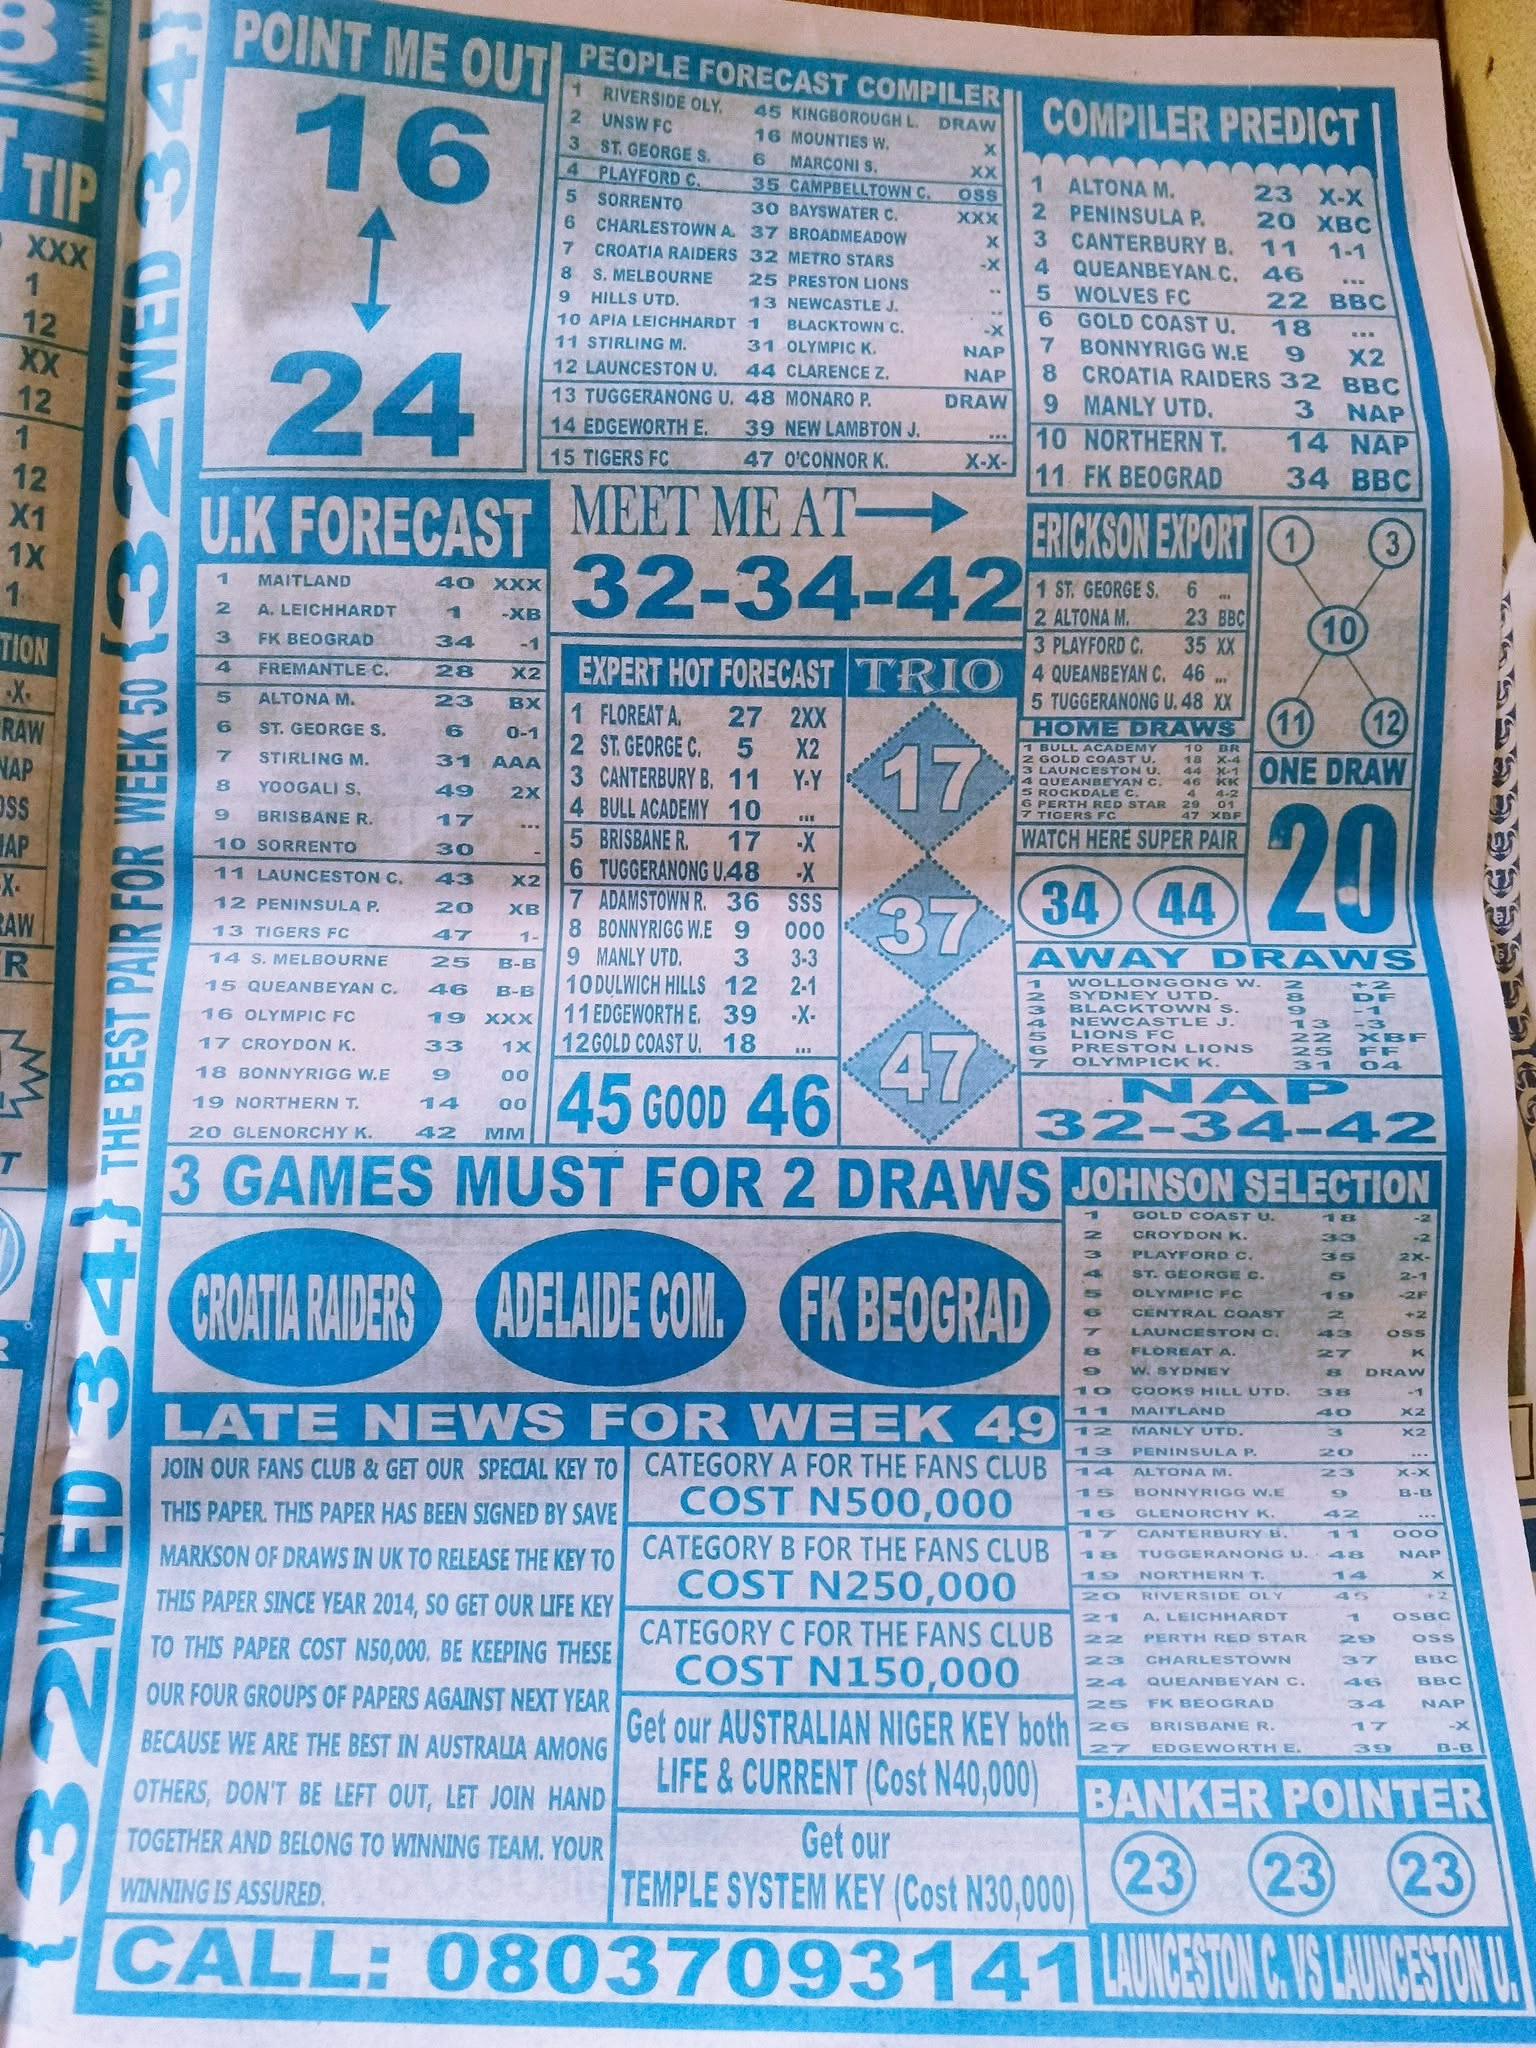 8
TIP
XXX
1
12
XX
12
1
12
X1
1X
1
TION
-X-
RAW
NAP
OSS
NAP
-X-
RAW
{32WED 34} THE BEST PAIR FOR WEEK 50 {32WED 34}
POINT ME OUT
16
24
PEOPLE FORECAST COMPILER
1 RIVERSIDE OLY. 45 KINGBOROUGH L. DRAW
2 UNSW FC 16 MOUNTIES W. X
3 ST. GEORGE S. 6 MARCONI S. XX
4 PLAYFORD C. 35 CAMPBELLTOWN C. OSS
5 SORRENTO 30 BAYSWATER C. XXX
6 CHARLESTOWN A. 37 BROADMEADOW X
7 CROATIA RAIDERS 32 METRO STARS -X
8 S. MELBOURNE 25 PRESTON LIONS ..
9 HILLS UTD. 13 NEWCASTLE J. ..
10 APIA LEICHHARDT 1 BLACKTOWN C. -X
11 STIRLING M. 31 OLYMPIC K. NAP
12 LAUNCESTON U. 44 CLARENCE Z. NAP
13 TUGGERANONG U. 48 MONARO P. DRAW
14 EDGEWORTH E. 39 NEW LAMBTON J. ...
15 TIGERS FC 47 O'CONNOR K. X-X-
COMPILER PREDICT
1 ALTONA M. 23 X-X
2 PENINSULA P. 20 XBC
3 CANTERBURY B. 11 1-1
4 QUEANBEYAN C. 46 ...
5 WOLVES FC 22 BBC
6 GOLD COAST U. 18 ...
7 BONNYRIGG W.E 9 X2
8 CROATIA RAIDERS 32 BBC
9 MANLY UTD. 3 NAP
10 NORTHERN T. 14 NAP
11 FK BEOGRAD 34 BBC
U.K FORECAST
1 MAITLAND 40 XXX
2 A. LEICHHARDT 1 -XB
3 FK BEOGRAD 34 -1
4 FREMANTLE C. 28 X2
5 ALTONA M. 23 BX
6 ST. GEORGE S. 6 0-1
7 STIRLING M. 31 AAA
8 YOOGALI S. 49 2X
9 BRISBANE R. 17 ...
10 SORRENTO 30 -
11 LAUNCESTON C. 43 X2
12 PENINSULA P. 20 XB
13 TIGERS FC 47 1-
14 S. MELBOURNE 25 B-B
15 QUEANBEYAN C. 46 B-B
16 OLYMPIC FC 19 XXX
17 CROYDON K. 33 1X
18 BONNYRIGG W.E 9 00
19 NORTHERN T. 14 00
20 GLENORCHY K. 42 MM
MEET ME AT
32-34-42
EXPERT HOT FORECAST
1 FLOREAT A. 27 2XX
2 ST. GEORGE C. 5 X2
3 CANTERBURY B. 11 Y-Y
4 BULL ACADEMY 10 ...
5 BRISBANE R. 17 -X
6 TUGGERANONG U. 48 -X
7 ADAMSTOWN R. 36 SSS
8 BONNYRIGG W.E 9 000
9 MANLY UTD. 3 3-3
10 DULWICH HILLS 12 2-1
11 EDGEWORTH E. 39 -X-
12 GOLD COAST U. 18 ...
45 GOOD 46
TRIO
17
37
47
ERICKSON EXPORT
1 ST. GEORGE S. 6 ...
2 ALTONA M. 23 BBC
3 PLAYFORD C. 35 XX
4 QUEANBEYAN C. 46 ...
5 TUGGERANONG U. 48 XX
HOME DRAWS
1 BULL ACADEMY 10 BR
2 GOLD COAST U. 18 X-4
3 LAUNCESTON U. 44 X-1
4 QUEANBEYAN C. 46 KK
5 ROCKDALE C. 4 4-2
6 PERTH RED STAR 29 01
7 TIGERS FC 47 XBF
WATCH HERE SUPER PAIR
34 44
1 3
10
11 12
ONE DRAW
20
AWAY DRAWS
1 WOLLONGONG W. 2 +2
2 SYDNEY UTD. 8 DF
3 BLACKTOWN S. 9 -1
4 NEWCASTLE J. 13 -3
5 LIONS FC 22 XBF
6 PRESTON LIONS 25 FF
7 OLYMPICK K. 31 04
NAP
32-34-42
3 GAMES MUST FOR 2 DRAWS
CROATIA RAIDERS
ADELAIDE COM.
FK BEOGRAD
JOHNSON SELECTION
1 GOLD COAST U. 18 -2
2 CROYDON K. 33 -2
3 PLAYFORD C. 35 2X-
4 ST. GEORGE C. 5 2-1
5 OLYMPIC FC 19 -2F
6 CENTRAL COAST 2 +2
7 LAUNCESTON C. 43 OSS
8 FLOREAT A. 27 K
9 W. SYDNEY 8 DRAW
10 COOKS HILL UTD. 38 -1
11 MAITLAND 40 X2
12 MANLY UTD. 3 X2
13 PENINSULA P. 20 ...
14 ALTONA M. 23 X-X
15 BONNYRIGG W.E 9 B-B
16 GLENORCHY K. 42 ...
17 CANTERBURY B. 11 OOO
18 TUGGERANONG U. 48 NAP
19 NORTHERN T. 14 X
20 RIVERSIDE OLY 45 +2
21 A. LEICHHARDT 1 OSBC
22 PERTH RED STAR 29 OSS
23 CHARLESTOWN 37 BBC
24 QUEANBEYAN C. 46 BBC
25 FK BEOGRAD 34 NAP
26 BRISBANE R. 17 -X
27 EDGEWORTH E. 39 B-B
LATE NEWS FOR WEEK 49
JOIN OUR FANS CLUB & GET OUR SPECIAL KEY TO
THIS PAPER. THIS PAPER HAS BEEN SIGNED BY SAVE
MARKSON OF DRAWS IN UK TO RELEASE THE KEY TO
THIS PAPER SINCE YEAR 2014, SO GET OUR LIFE KEY
TO THIS PAPER COST N50,000. BE KEEPING THESE
OUR FOUR GROUPS OF PAPERS AGAINST NEXT YEAR
BECAUSE WE ARE THE BEST IN AUSTRALIA AMONG
OTHERS, DON'T BE LEFT OUT, LET JOIN HAND
TOGETHER AND BELONG TO WINNING TEAM. YOUR
WINNING IS ASSURED.
CATEGORY A FOR THE FANS CLUB
COST N500,000
CATEGORY B FOR THE FANS CLUB
COST N250,000
CATEGORY C FOR THE FANS CLUB
COST N150,000
Get our AUSTRALIAN NIGER KEY both
LIFE & CURRENT (Cost N40,000)
Get our
TEMPLE SYSTEM KEY (Cost N30,000)
BANKER POINTER
23 23 23
CALL: 08037093141
LAUNCESTON C. VS LAUNCESTON U.